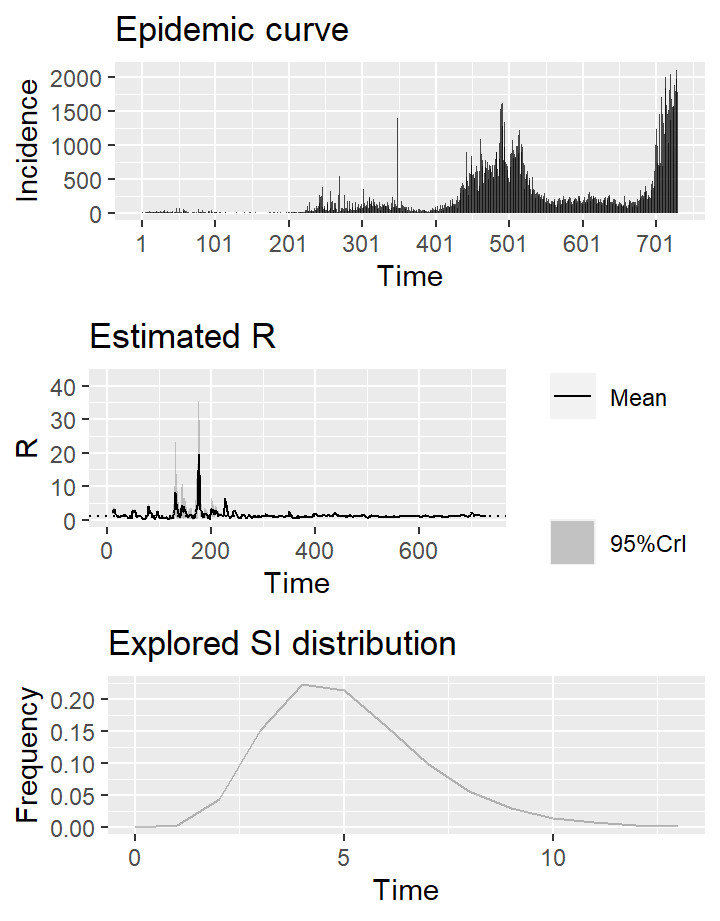 Epidemic curve
Incidence
2000
1500
1000
500
0
1 101 201 301 401 501 601 701
Time
Estimated R
R
40
30
20
10
0
0 200 400 600
Time
Mean
95%CrI
Explored SI distribution
Frequency
0.20
0.15
0.10
0.05
0.00
0 5 10
Time